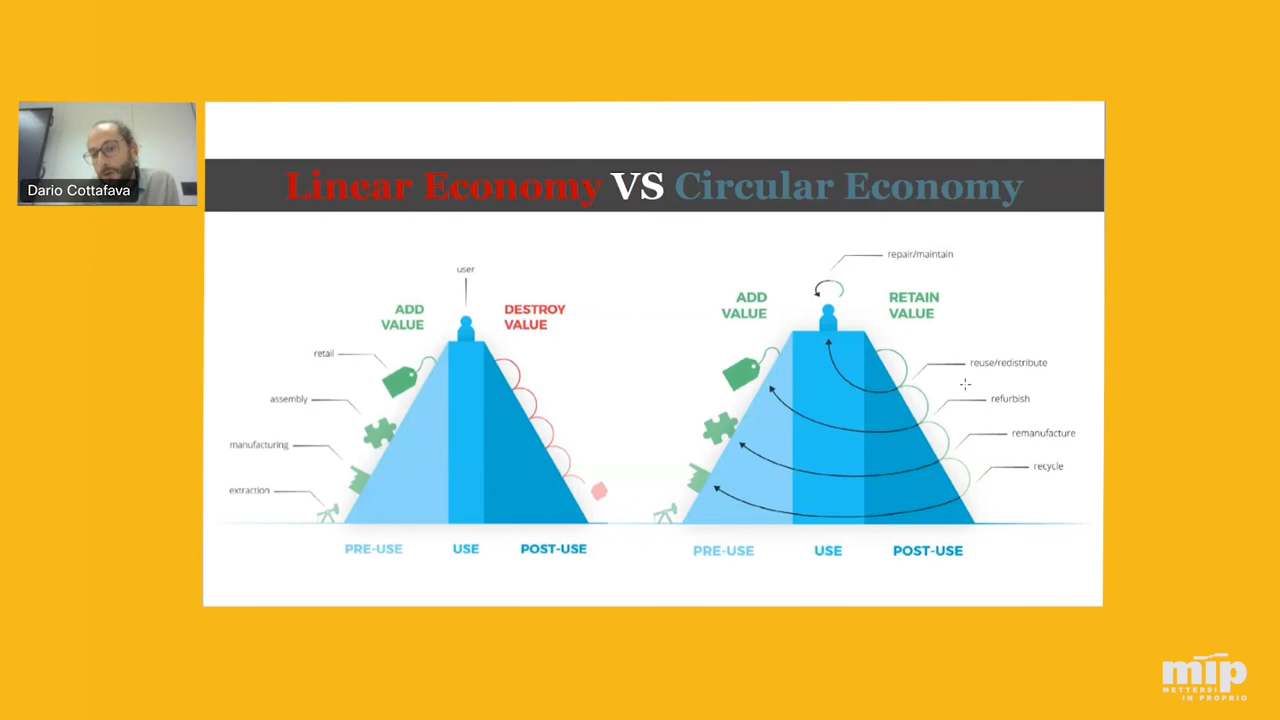 Dario Cottafava
Linear Economy VS Circular Economy
user
ADD
VALUE
DESTROY
VALUE
retail
assembly
manufacturing
extraction
PRE-USE
USE
POST-USE
repair/maintain
ADD
VALUE
RETAIN
VALUE
reuse/redistribute
refurbish
remanufacture
recycle
PRE-USE
USE
POST-USE
mip
METTERSI
IN PROPRIO